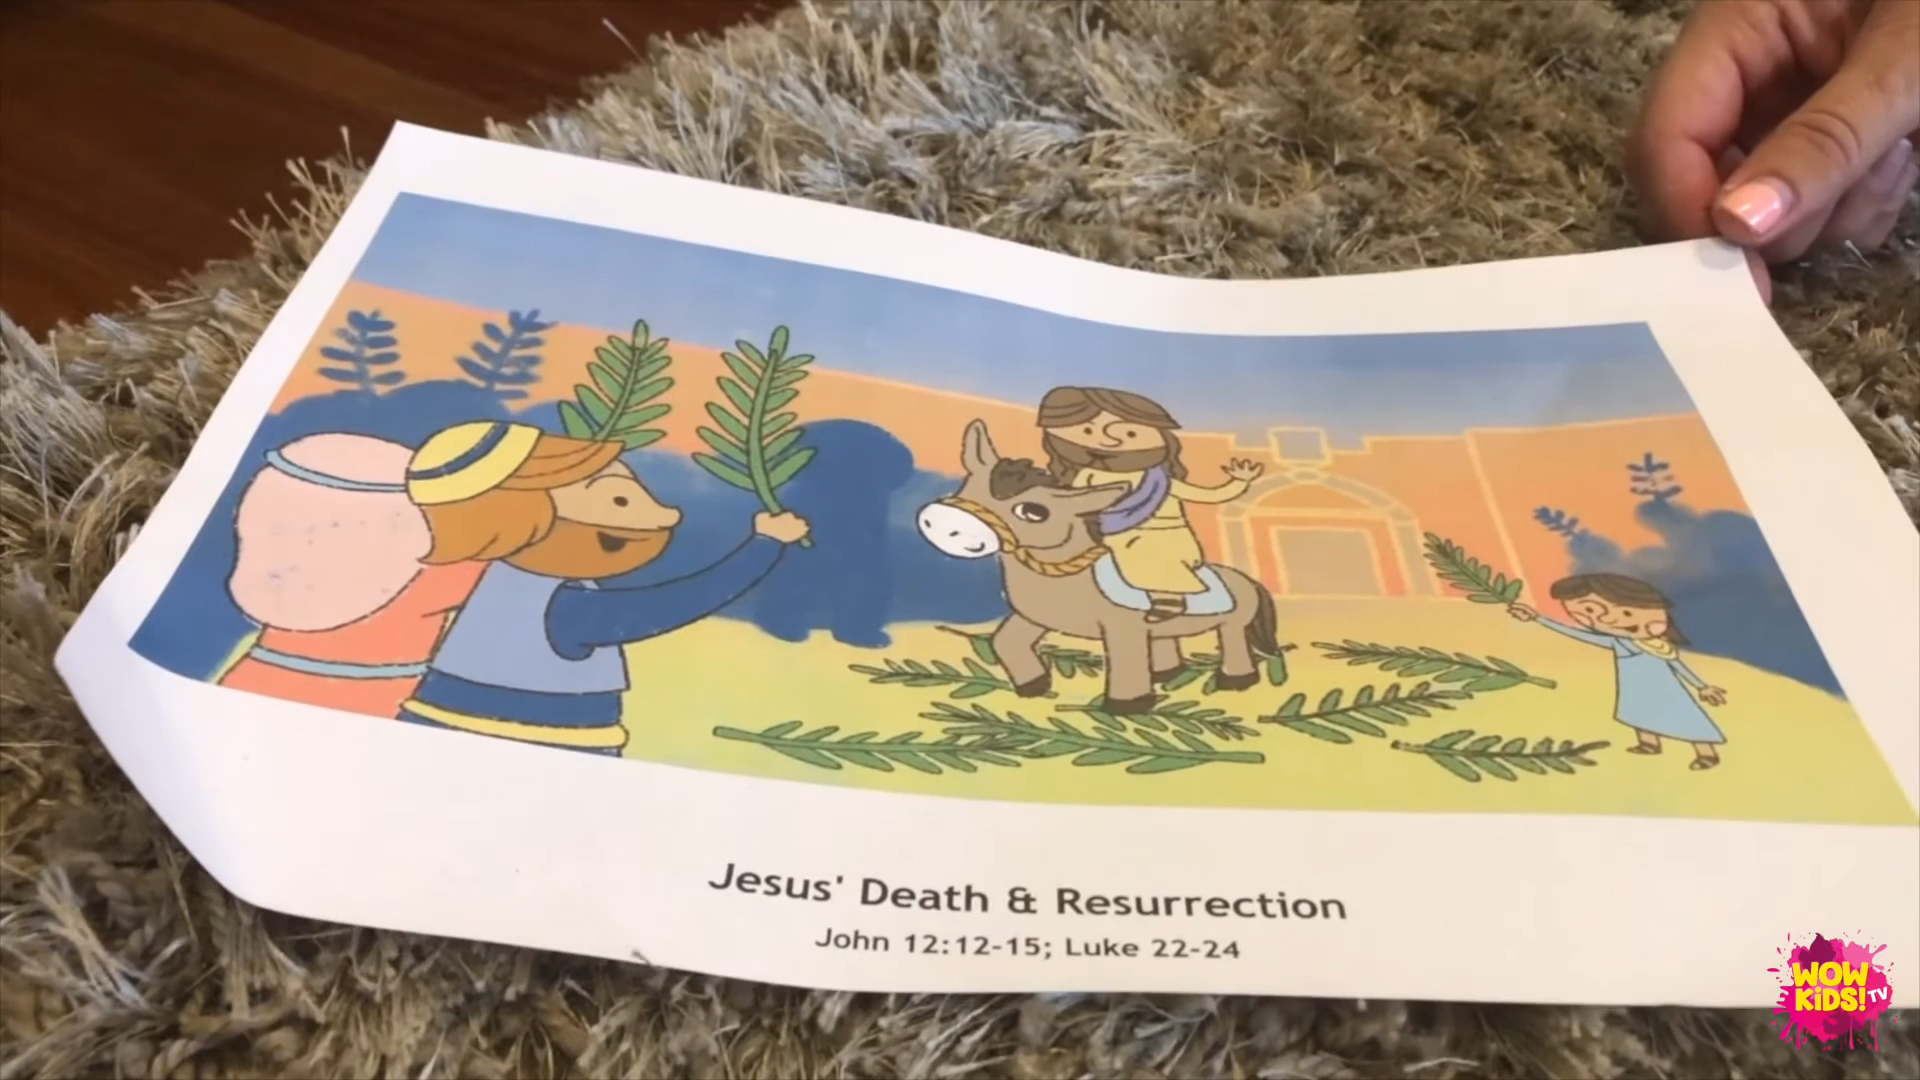 Jesus' Death & Resurrection
John 12:12-15; Luke 22-24
WOW
KiDS! TV